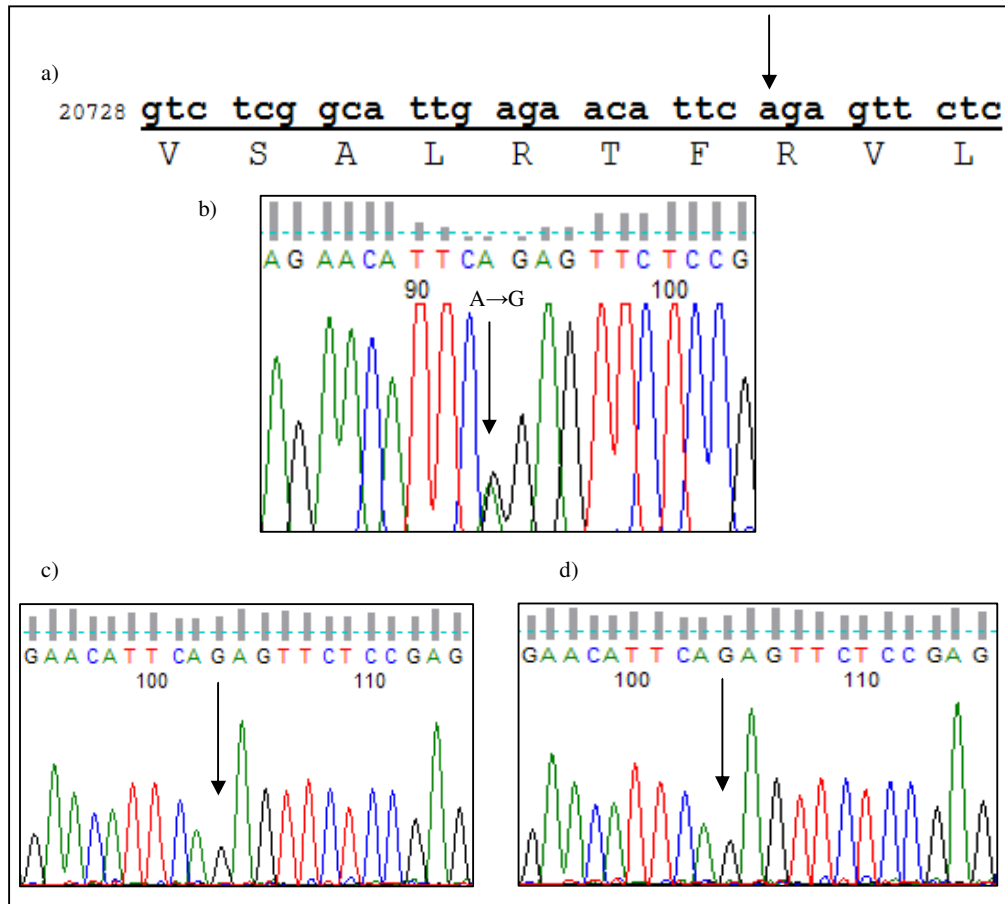 a)
20728 gtc tcg gca ttg aga aca ttc aga gtt ctc
V S A L R T F R V L
b)
A G A A C A T T C A G A G T T C T C C G
90 100
A→G
c)
G A A C A T T C A G A G T T C T C C G A G
100 110
d)
G A A C A T T C A G A G T T C T C C G A G
100 110